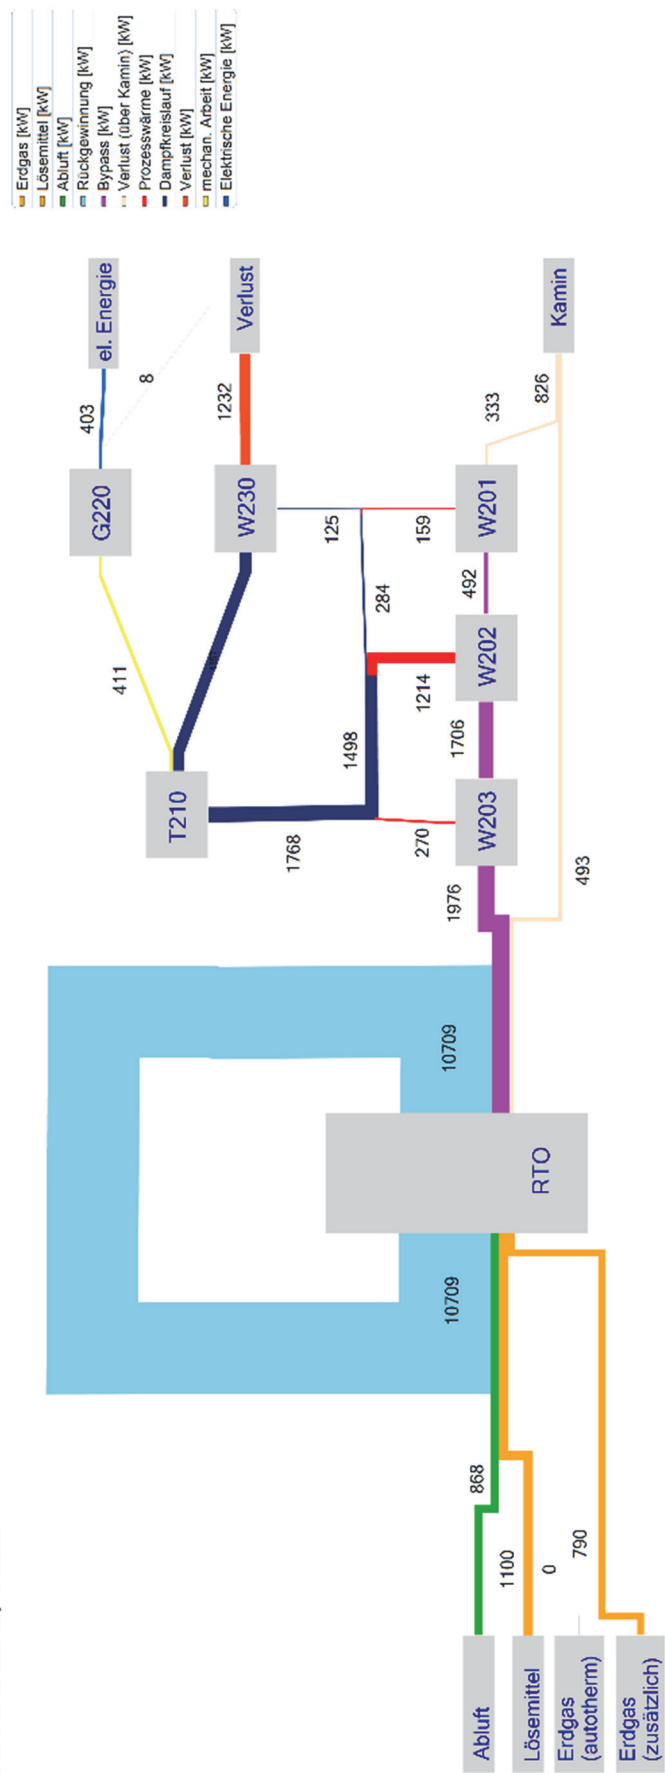 Erdgas [kW]
Lösemittel [kW]
Abluft [kW]
Rückgewinnung [kW]
Bypass [kW]
Verlust (über Kamin) [kW]
Prozesswärme [kW]
Dampfkreislauf [kW]
Verlust [kW]
mechan. Arbeit [kW]
Elektrische Energie [kW]
el. Energie
403
8
G220
411
Verlust
1232
W230
T210
1768
1498
284
125
159
1214
270
Kamin
826
333
W201
492
W202
1706
W203
1976
493
10709
RTO
10709
868
Abluft
1100
Lösemittel
0
Erdgas
(autotherm)
790
Erdgas
(zusätzlich)